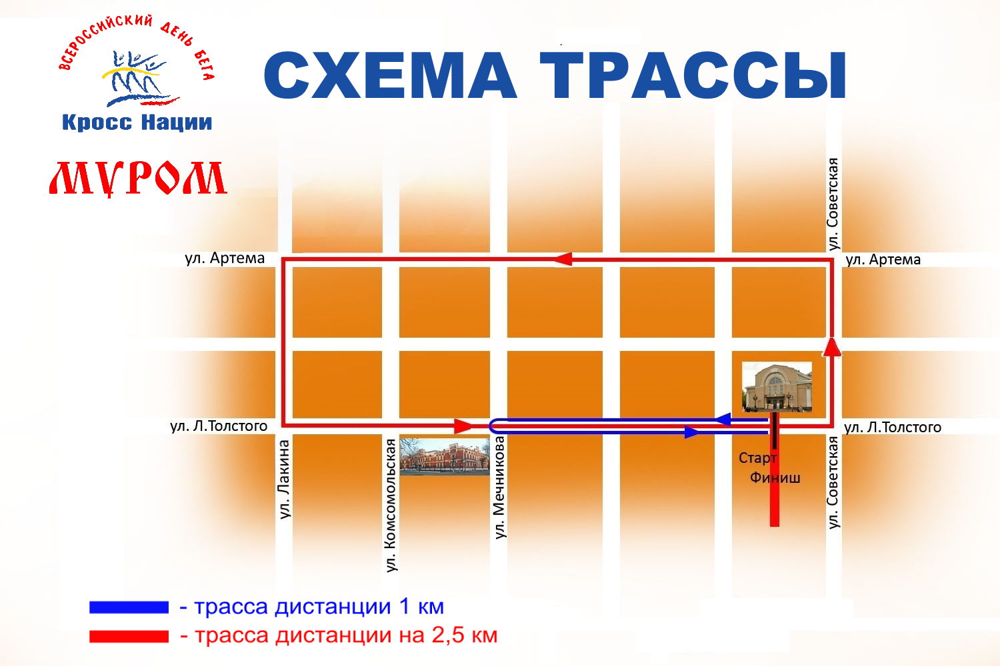 ВСЕРОССИЙСКИЙ ДЕНЬ БЕГА
Кросс Нации
МУРОМ
СХЕМА ТРАССЫ
ул. Советская
ул. Артема
ул. Артема
ул. Л.Толстого
ул. Л.Толстого
ул. Лакина
ул. Комсомольская
ул. Мечникова
Старт
Финиш
ул. Советская
- трасса дистанции 1 км
- трасса дистанции на 2,5 км